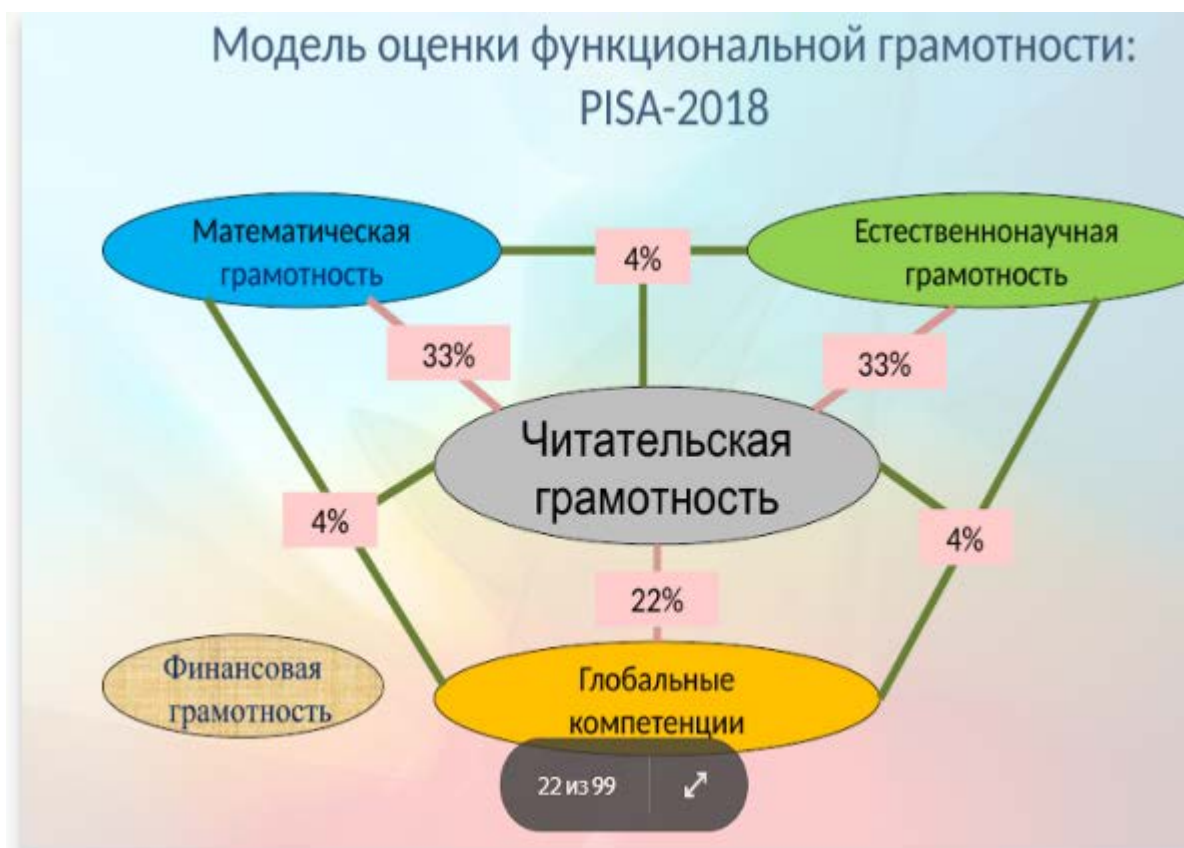 Модель оценки функциональной грамотности:
PISA-2018
Математическая
грамотность
4%
Естественнонаучная
грамотность
33%
33%
Читательская
грамотность
4%
4%
22%
Финансовая
грамотность
Глобальные
компетенции
22 из 99